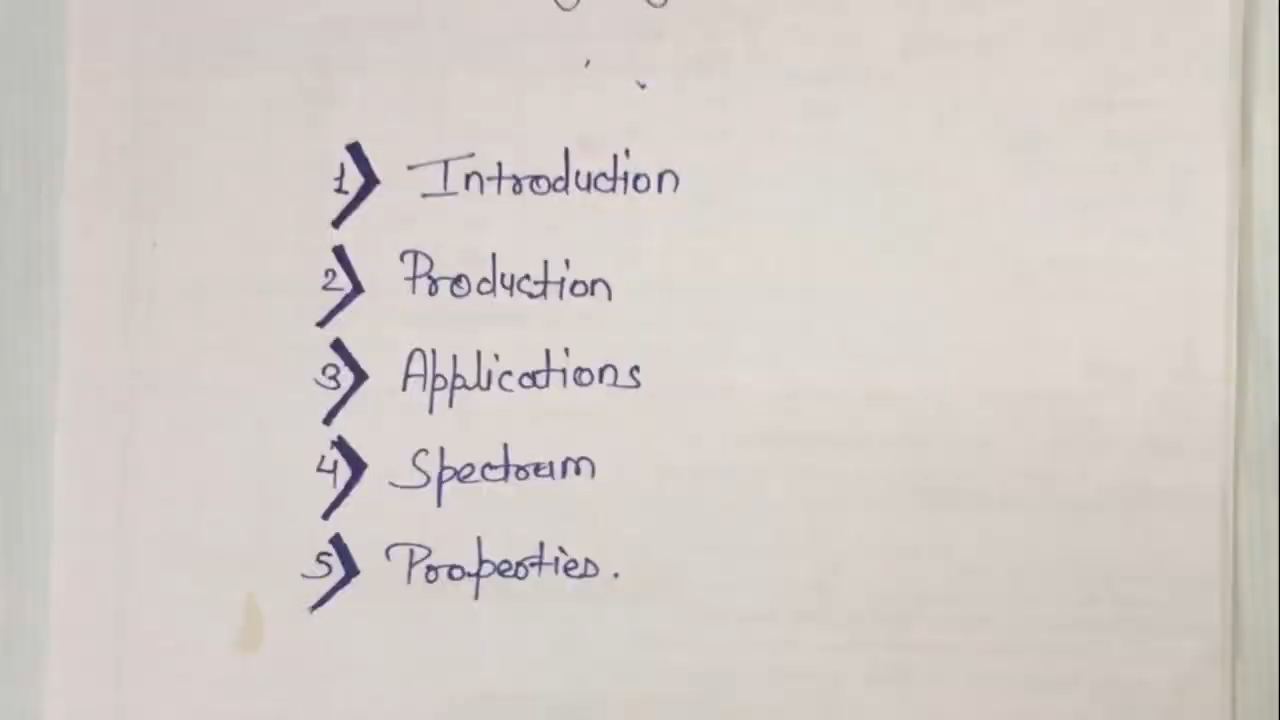 1) Introduction
2) Production
3) Applications
4) Spectrum
5) Properties.